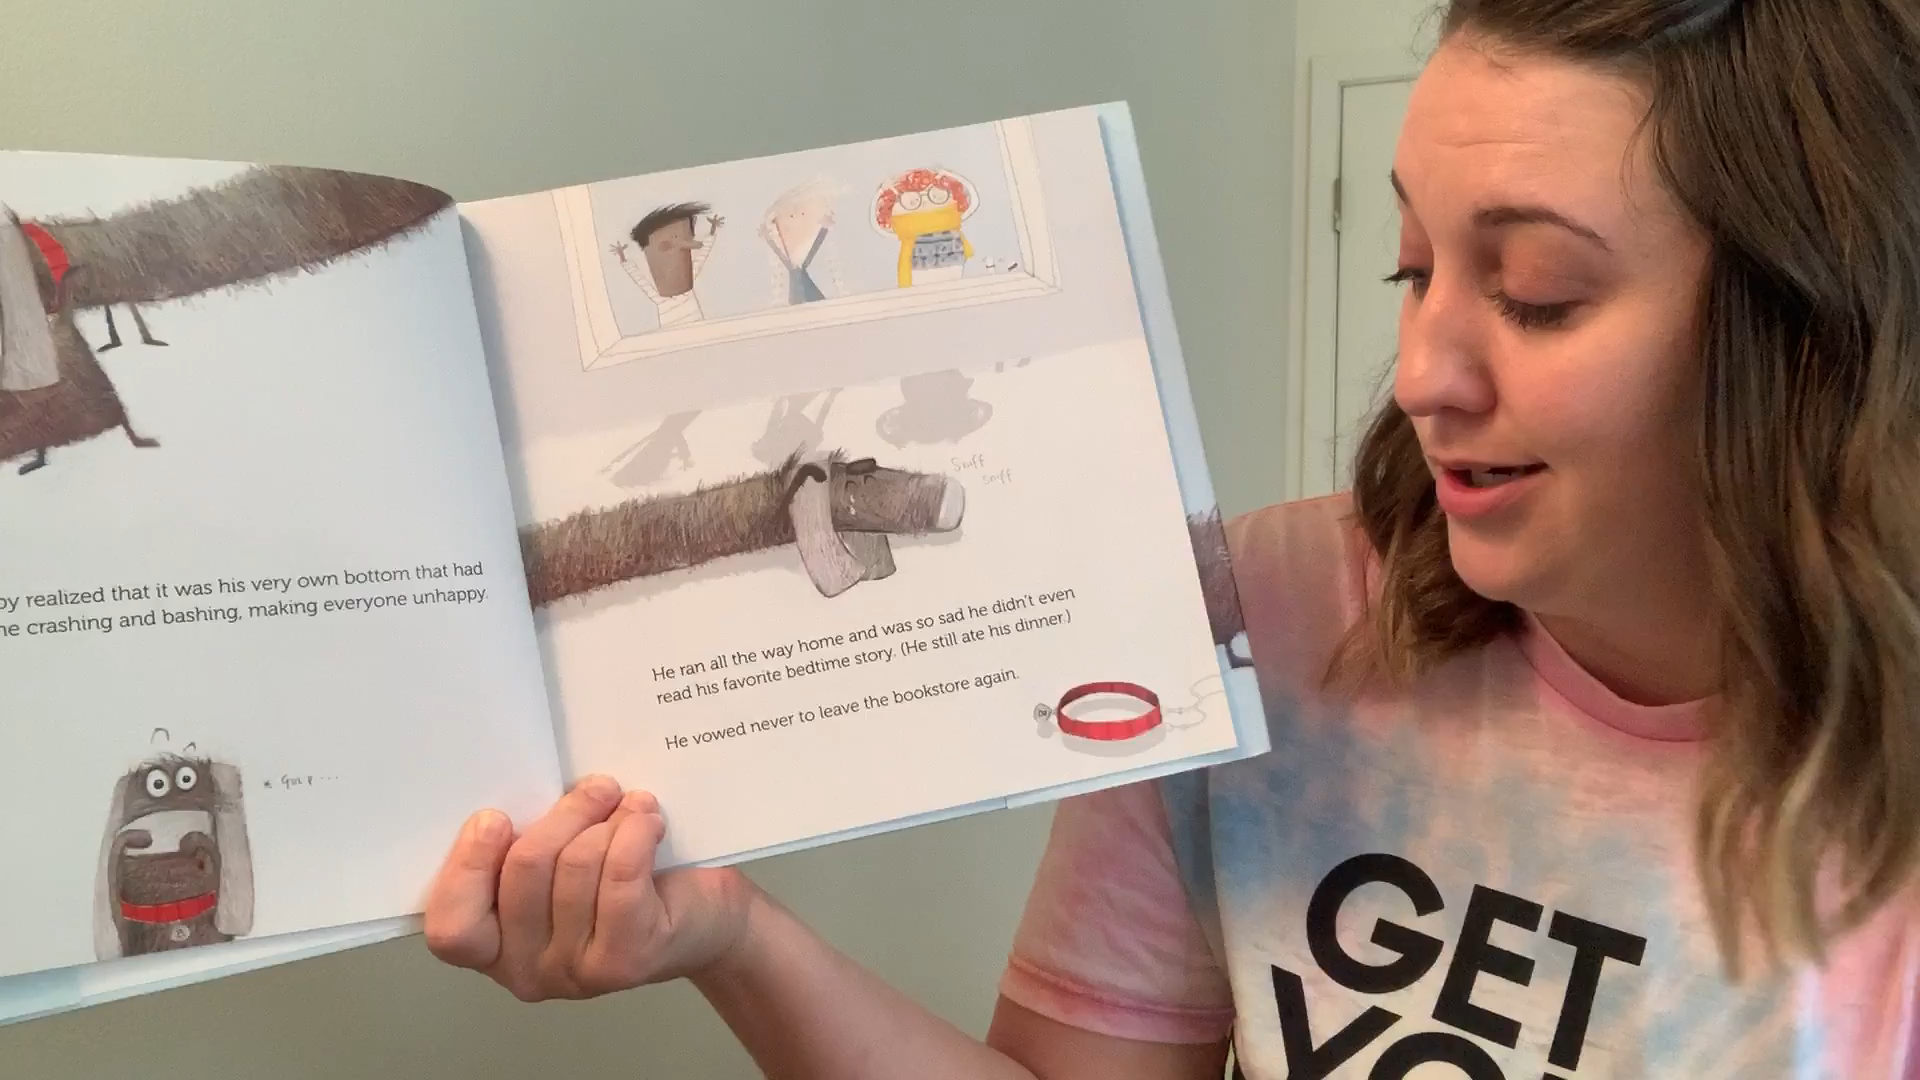 realized that it was his very own bottom that had
crashing and bashing, making everyone unhappy.
* GULP...
Sniff
sniff
He ran all the way home and was so sad he didn't even
read his favorite bedtime story. (He still ate his dinner.)
He vowed never to leave the bookstore again.
GET